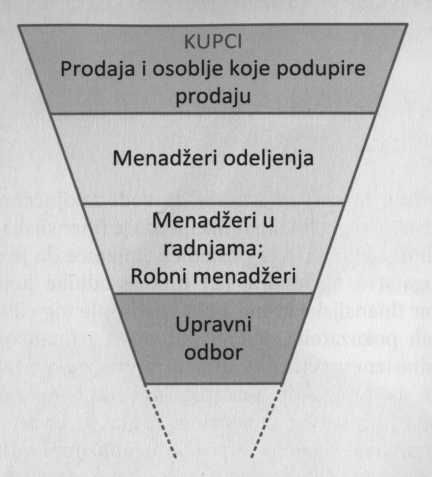 KUPCI
Prodaja i osoblje koje podupire
prodaju
Menadžeri odeljenja
Menadžeri u
radnjama;
Robni menadžeri
Upravni
odbor